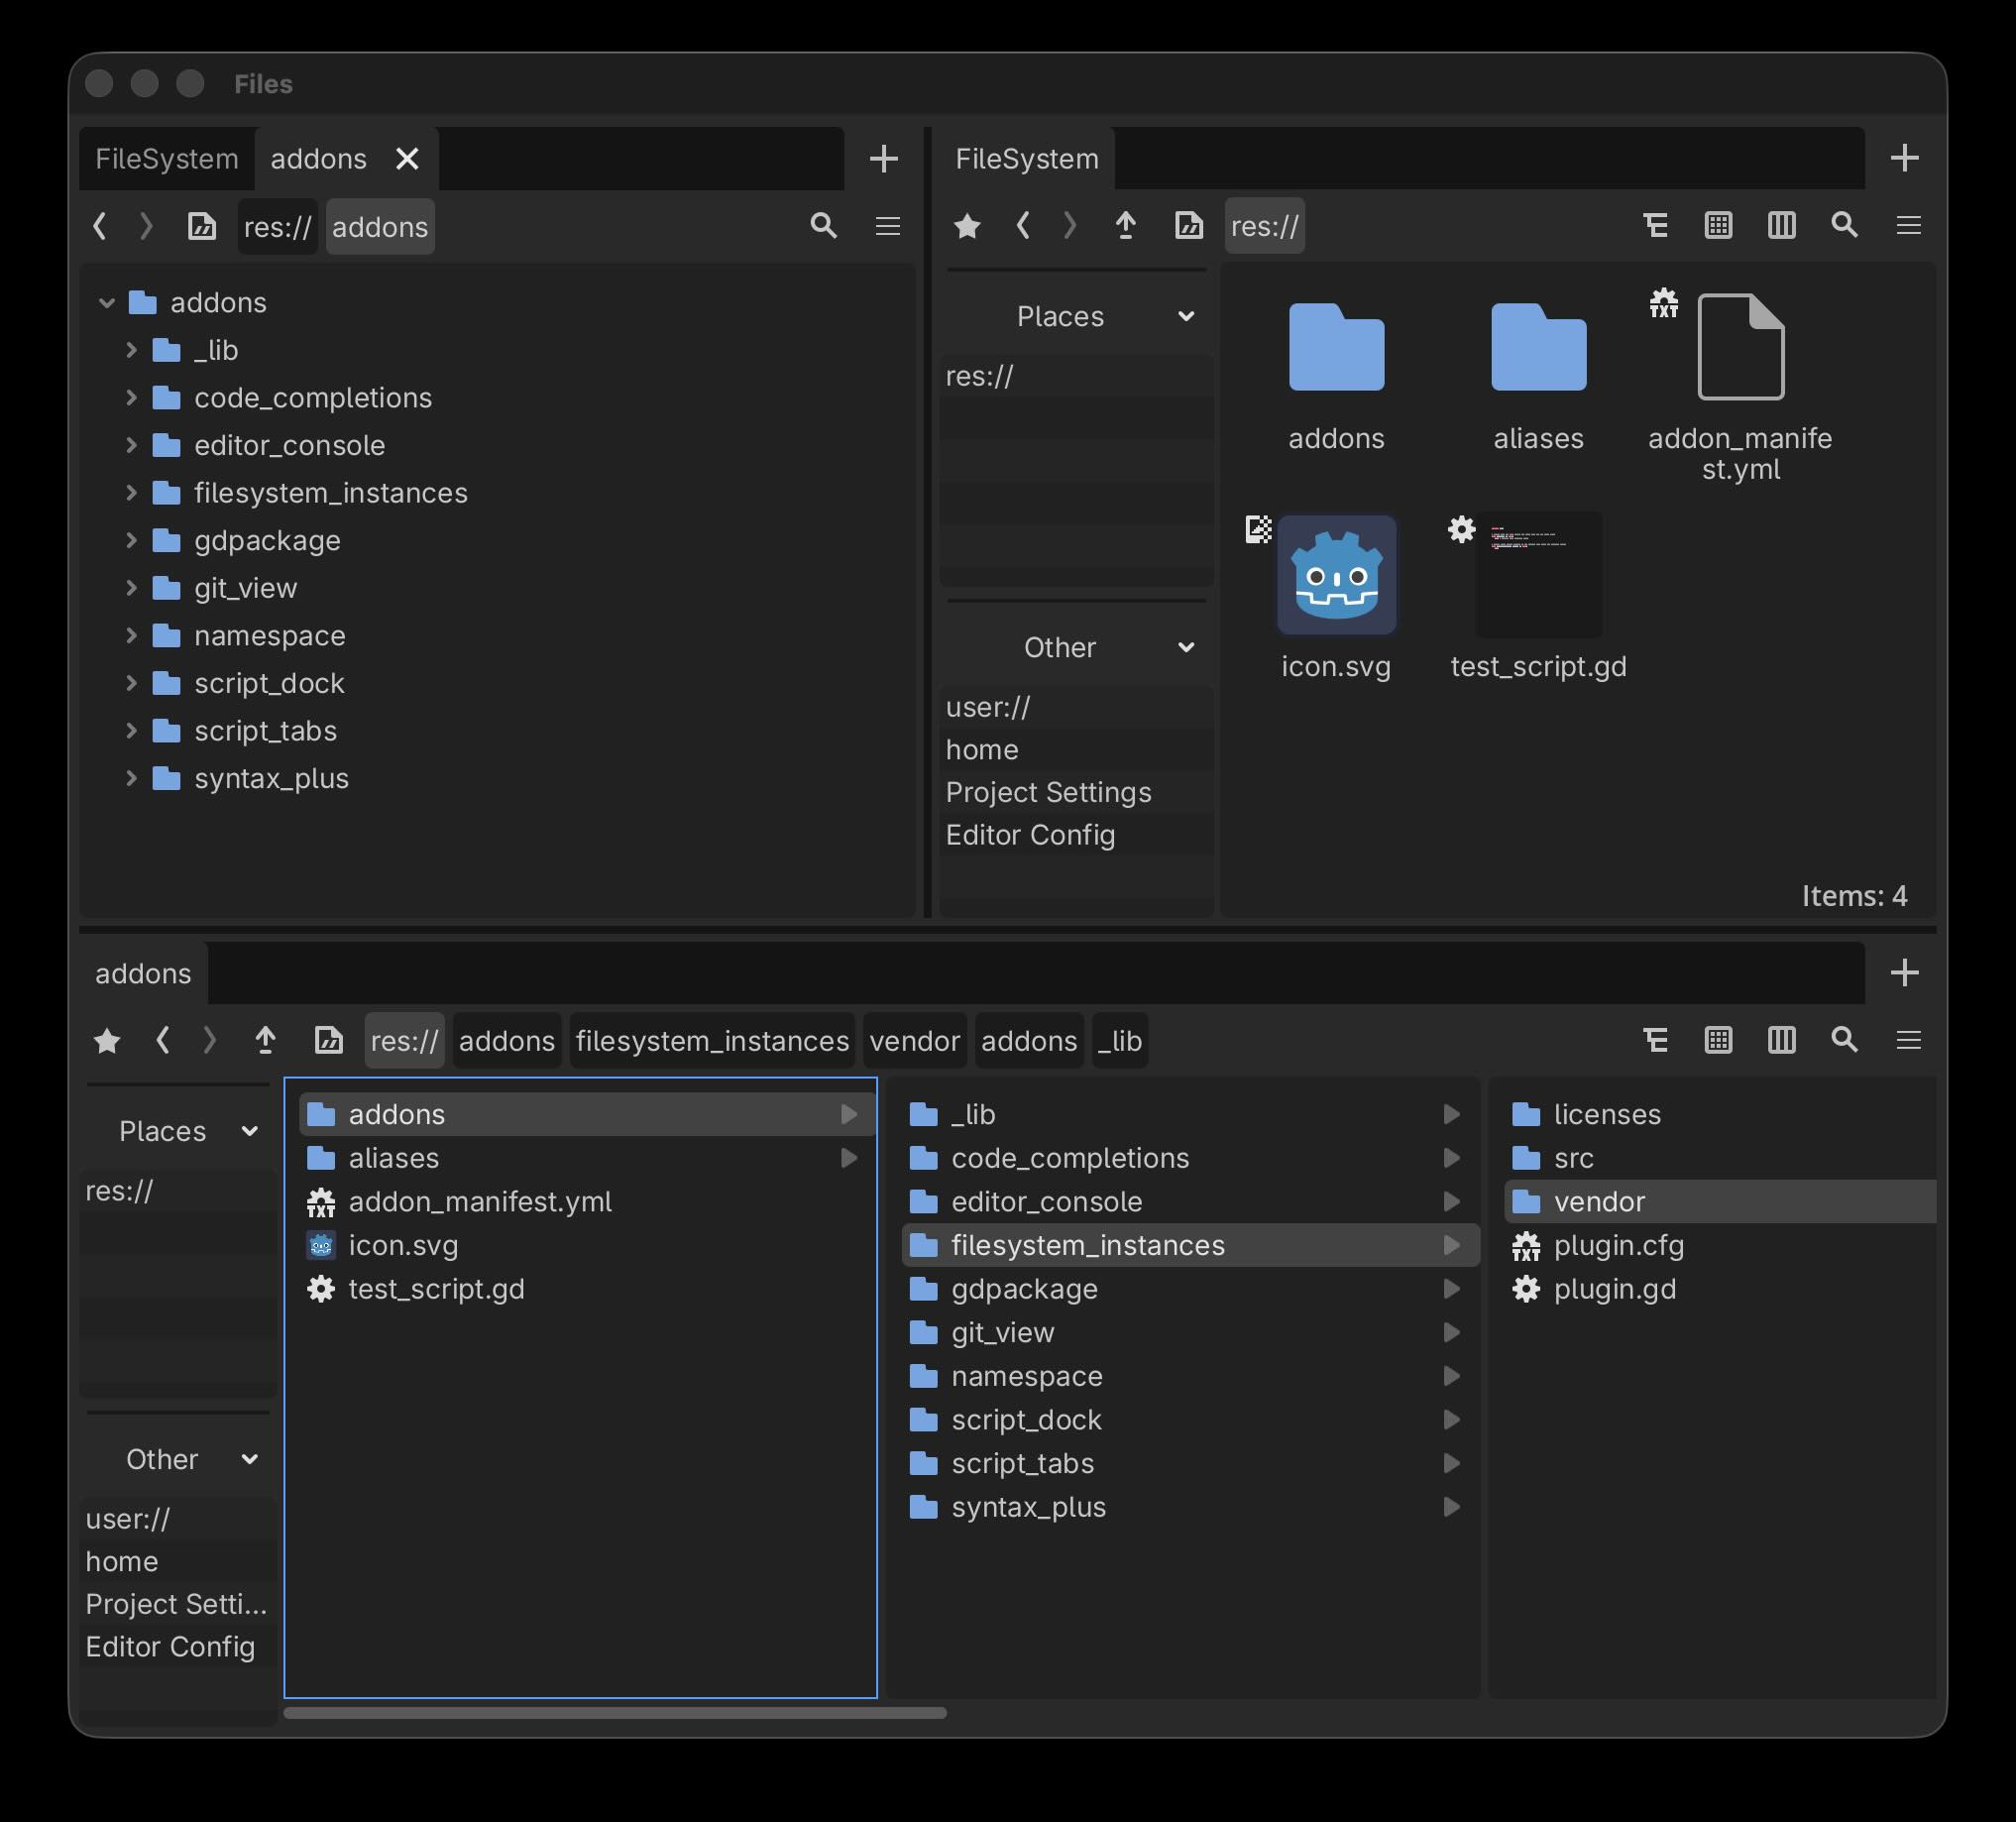 Files
FileSystem addons
res:// addons
addons
_lib
code_completions
editor_console
filesystem_instances
gdpackage
git_view
namespace
script_dock
script_tabs
syntax_plus
FileSystem
res://
Places
res://
Other
user://
home
Project Settings
Editor Config
addons aliases addon_manife
st.yml
icon.svg test_script.gd
Items: 4
addons
res:// addons filesystem_instances vendor addons _lib
Places
res://
Other
user://
home
Project Setti...
Editor Config
addons
aliases
addon_manifest.yml
icon.svg
test_script.gd
_lib
code_completions
editor_console
filesystem_instances
gdpackage
git_view
namespace
script_dock
script_tabs
syntax_plus
licenses
src
vendor
plugin.cfg
plugin.gd